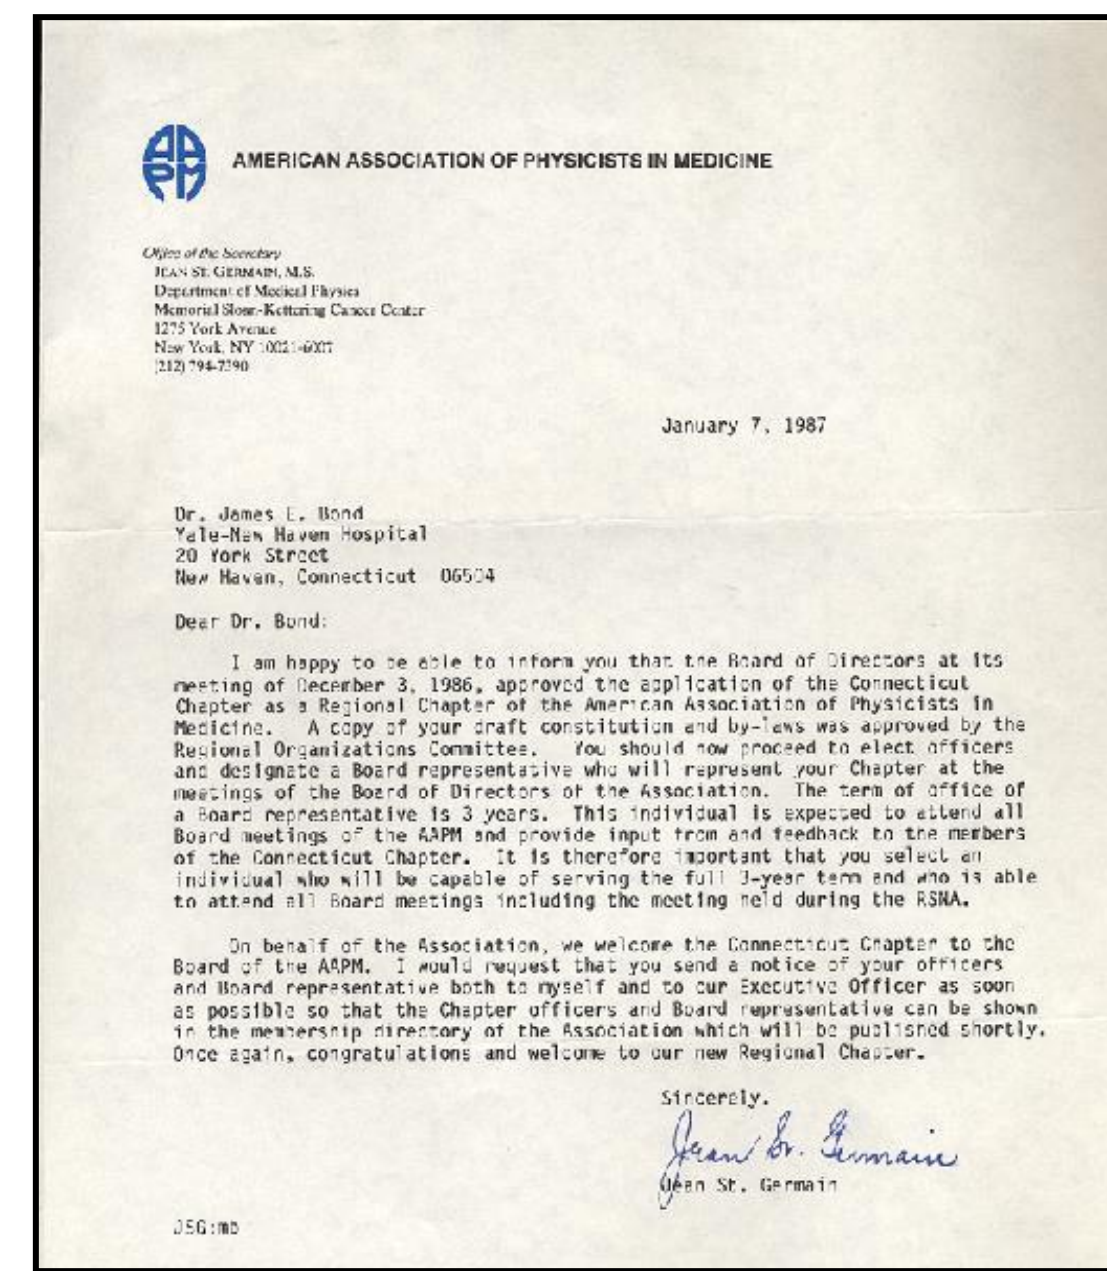 AAPM
AMERICAN ASSOCIATION OF PHYSICISTS IN MEDICINE
Office of the Secretary
JEAN ST. GERMAIN, M.S.
Department of Medical Physics
Memorial Sloan-Kettering Cancer Center
1275 York Avenue
New York, NY 10021-6007
(212) 794-7390
January 7, 1987
Dr. James E. Bond
Yale-New Haven Hospital
20 York Street
New Haven, Connecticut 06504
Dear Dr. Bond:
I am happy to be able to inform you that the Board of Directors at its
meeting of December 3, 1986, approved the application of the Connecticut
Chapter as a Regional Chapter of the American Association of Physicists in
Medicine. A copy of your draft constitution and by-laws was approved by the
Regional Organizations Committee. You should now proceed to elect officers
and designate a Board representative who will represent your Chapter at the
meetings of the Board of Directors of the Association. The term of office of
a Board representative is 3 years. This individual is expected to attend all
Board meetings of the AAPM and provide input from and feedback to the members
of the Connecticut Chapter. It is therefore important that you select an
individual who will be capable of serving the full 3-year term and who is able
to attend all Board meetings including the meeting held during the RSNA.
On behalf of the Association, we welcome the Connecticut Chapter to the
Board of the AAPM. I would request that you send a notice of your officers
and Board representative both to myself and to our Executive Officer as soon
as possible so that the Chapter officers and Board representative can be shown
in the membership directory of the Association which will be published shortly.
Once again, congratulations and welcome to our new Regional Chapter.
Sincerely,
Jean St. Germain
Jean St. Germain
JSG:mb